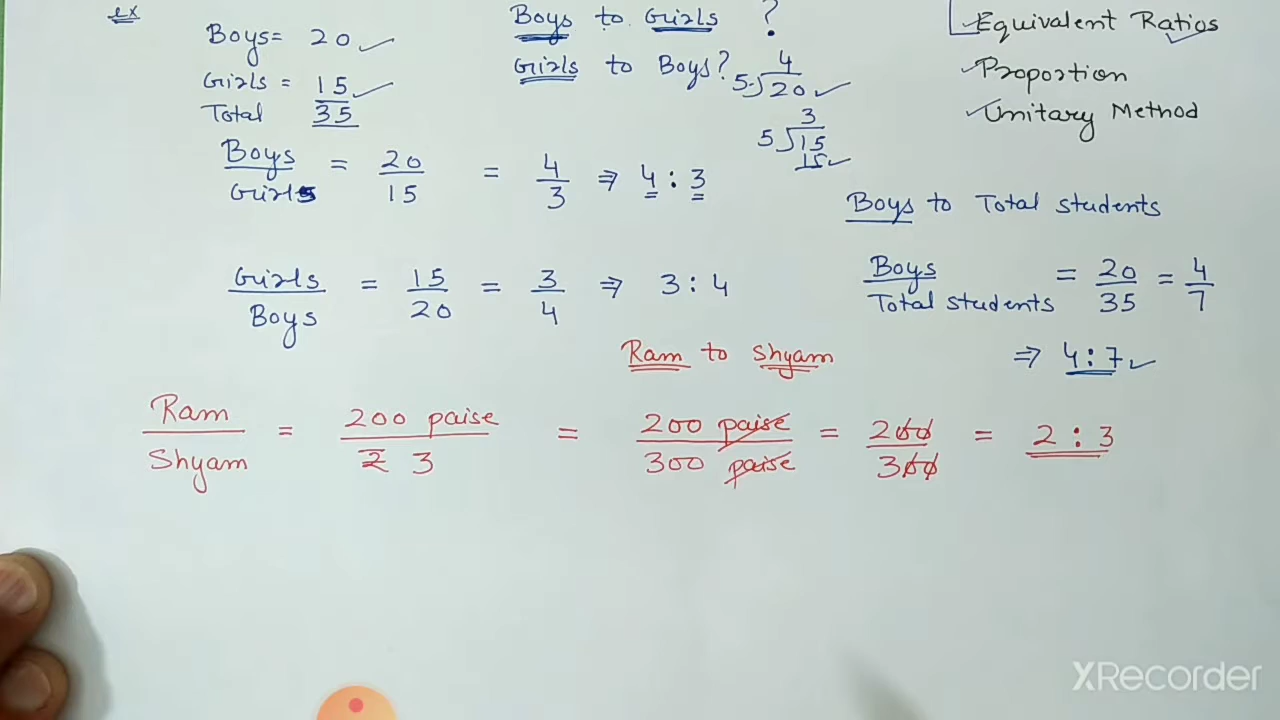 ex
Boys = 20 ✓
Girls = 15 ✓
Total 35
Boys to Girls ?
Girls to Boys?
4
5√20 ✓
3
5√15
15 ✓
Equivalent Ratios
Proportion
Unitary Method
Boys/Girls = 20/15 = 4/3 ⇒ 4 : 3
Girls/Boys = 15/20 = 3/4 ⇒ 3 : 4
Boys to Total students
Boys/Total students = 20/35 = 4/7
⇒ 4 : 7 ✓
Ram to Shyam
Ram/Shyam = 200 paise/2 3 = 200 paise/300 paise = 200/300 = 2 : 3
XRecorder